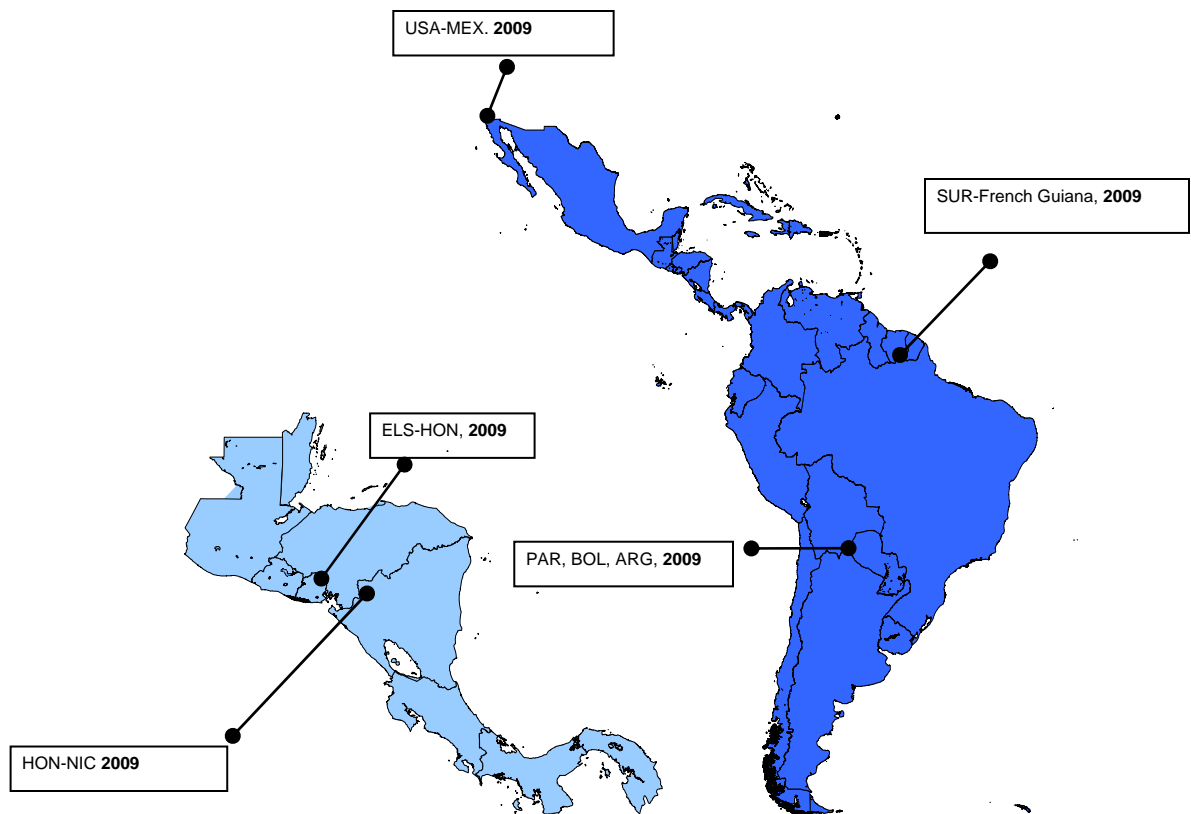 USA-MEX. 2009
SUR-French Guiana, 2009
ELS-HON, 2009
PAR, BOL, ARG, 2009
HON-NIC 2009